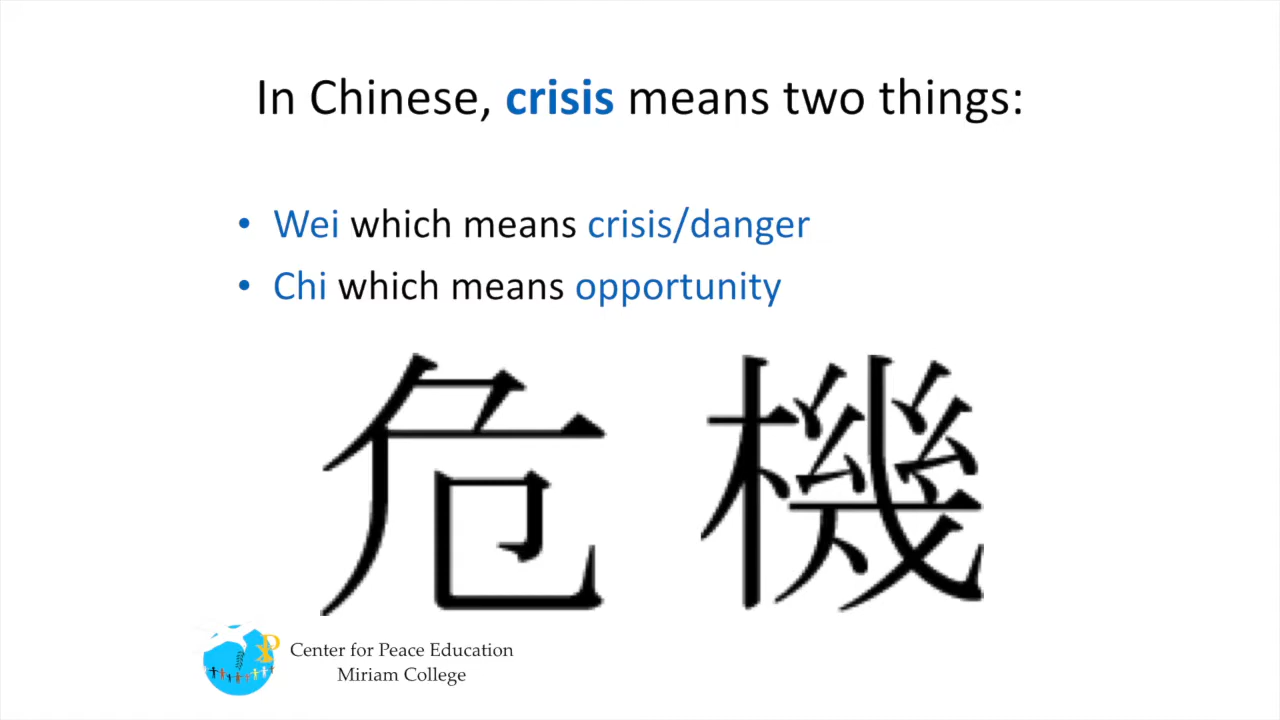 In Chinese, crisis means two things:
• Wei which means crisis/danger
• Chi which means opportunity
危 機
Center for Peace Education
Miriam College